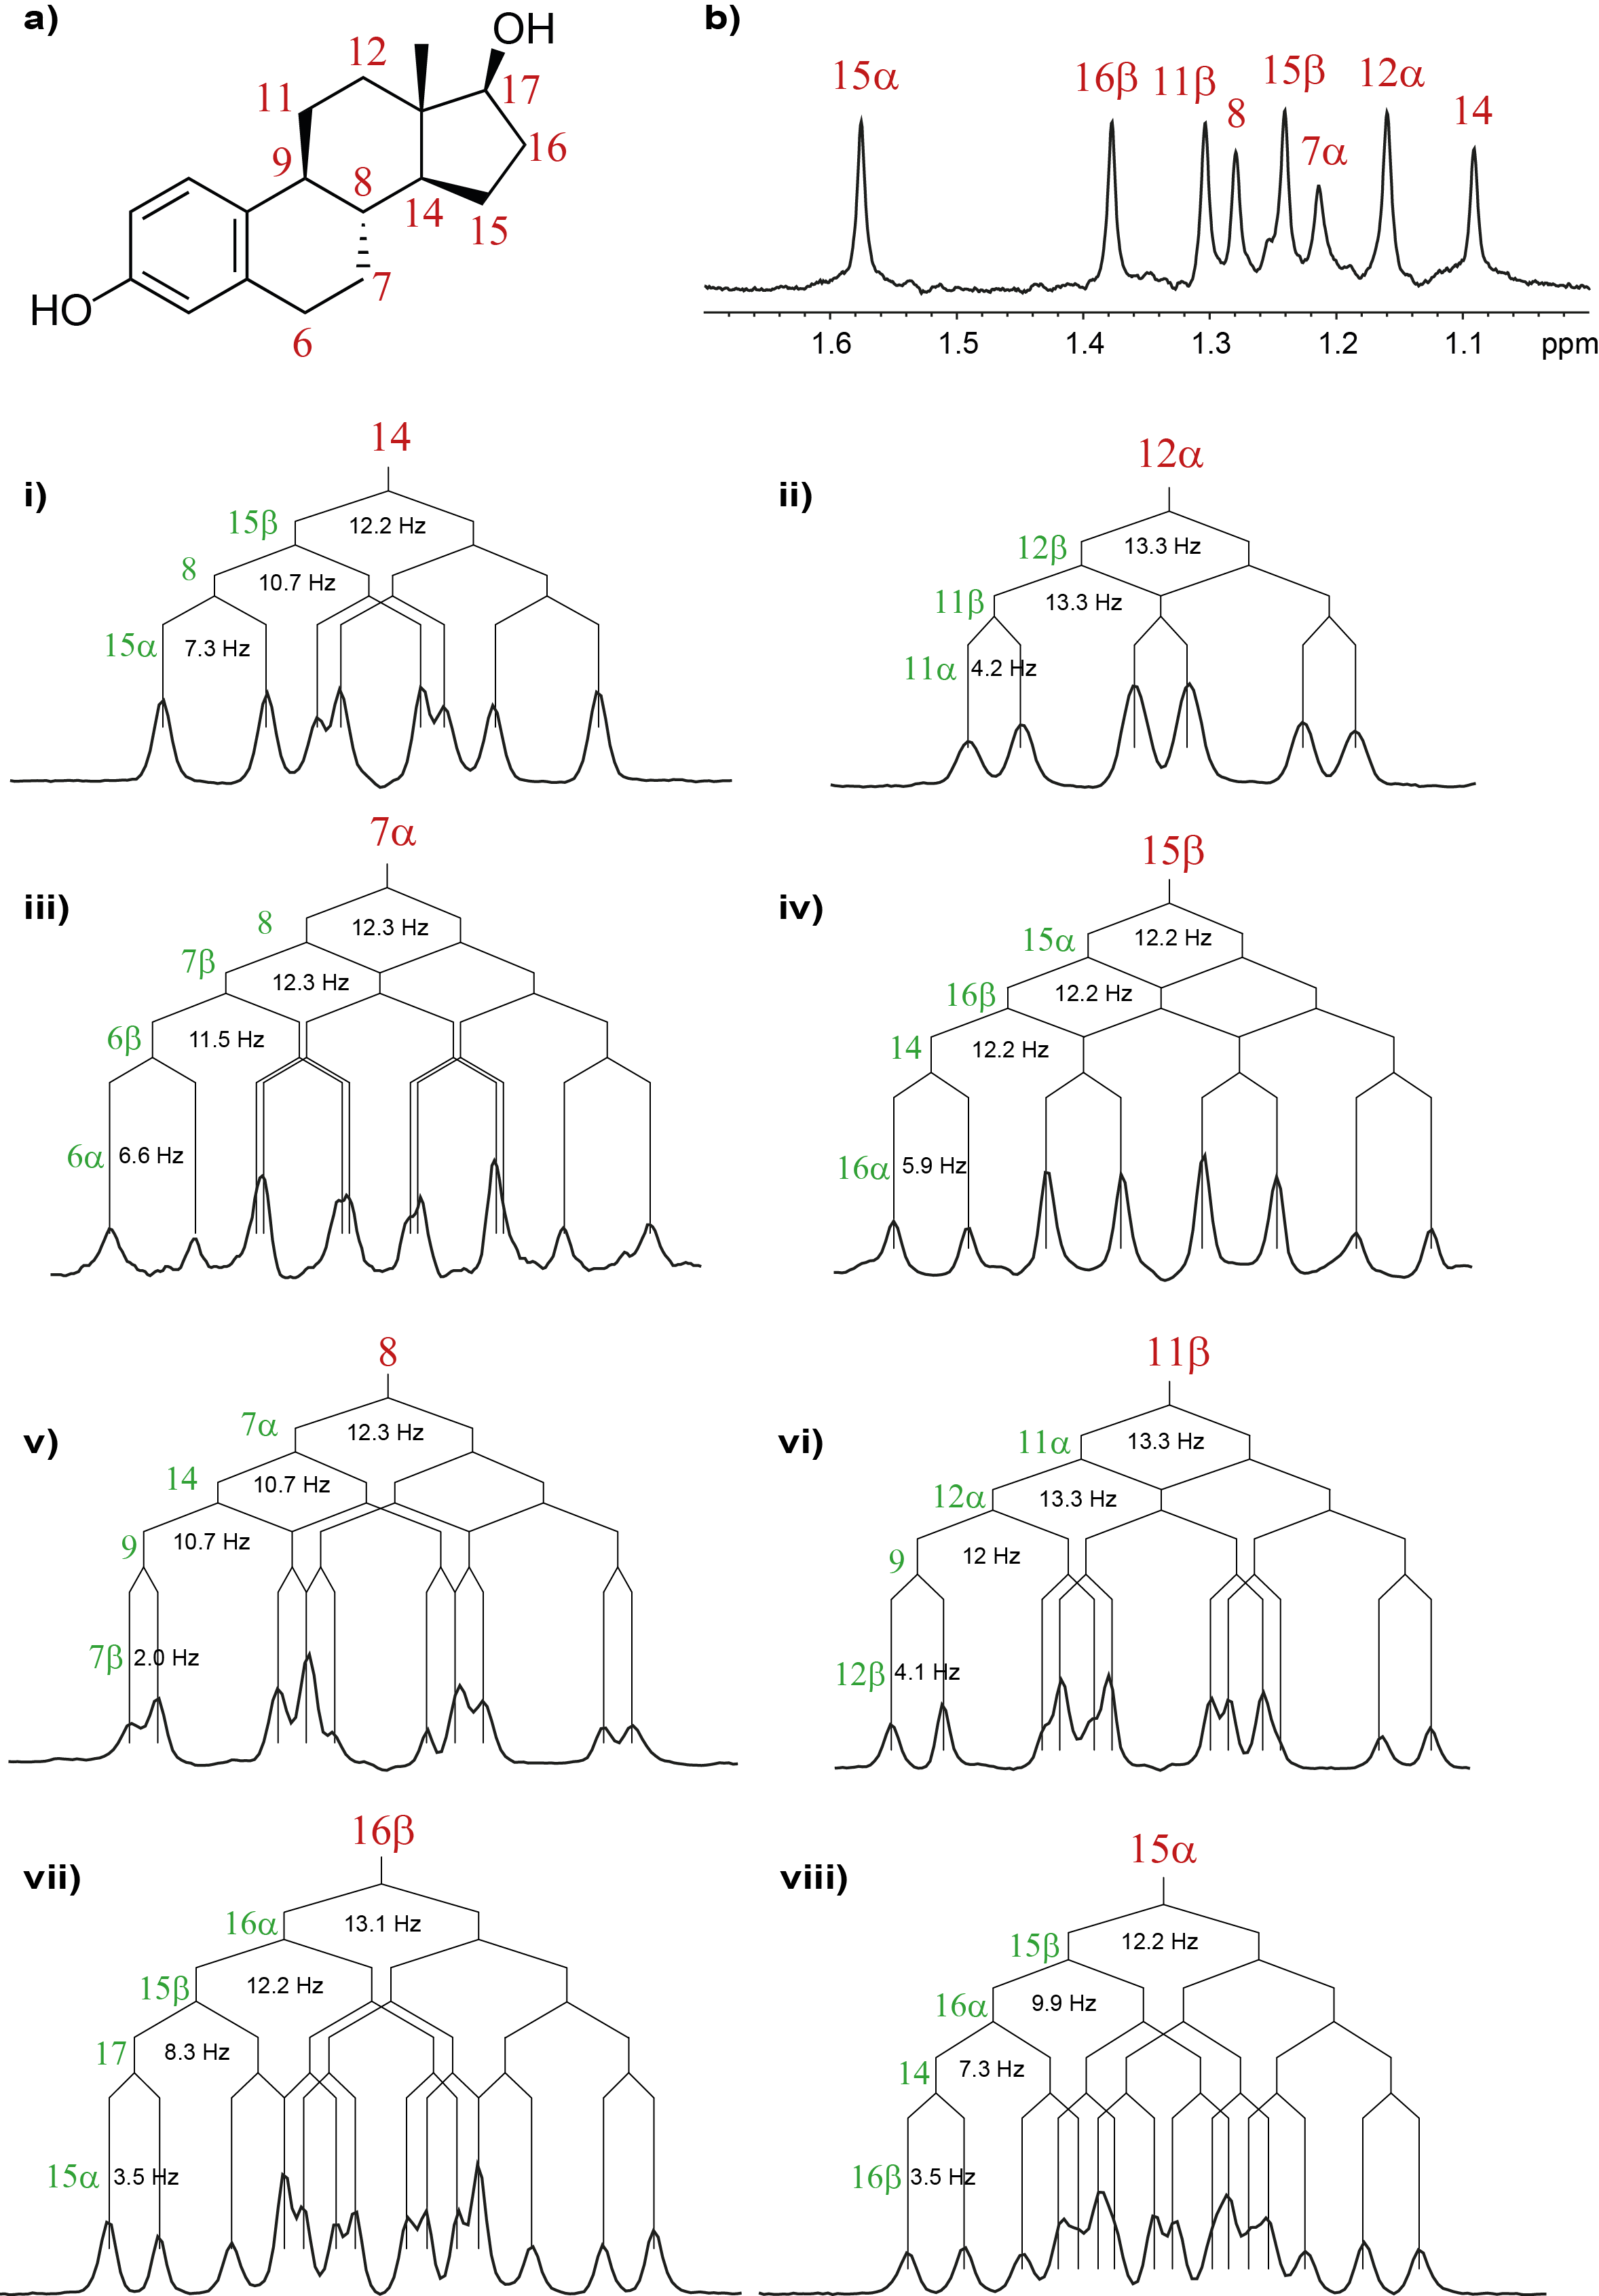 a)
OH
12
11
17
9
8
16
14
15
HO
7
6
b)
15α
16β
11β
8
15β
7α
12α
14
1.6 1.5 1.4 1.3 1.2 1.1 ppm
i)
14
15β 12.2 Hz
8 10.7 Hz
15α 7.3 Hz
ii)
12α
12β 13.3 Hz
11β 13.3 Hz
11α 4.2 Hz
iii)
7α
8 12.3 Hz
7β 12.3 Hz
6β 11.5 Hz
6α 6.6 Hz
iv)
15β
15α 12.2 Hz
16β 12.2 Hz
14 12.2 Hz
16α 5.9 Hz
v)
8
7α 12.3 Hz
14 10.7 Hz
9 10.7 Hz
7β 2.0 Hz
vi)
11β
11α 13.3 Hz
12α 13.3 Hz
9 12 Hz
12β 4.1 Hz
vii)
16β
16α 13.1 Hz
15β 12.2 Hz
17 8.3 Hz
15α 3.5 Hz
viii)
15α
15β 12.2 Hz
16α 9.9 Hz
14 7.3 Hz
16β 3.5 Hz